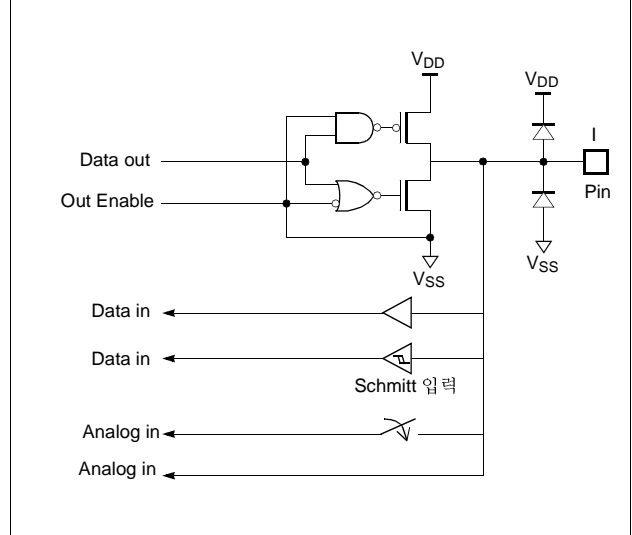 VDD
VDD
I
Data out
Pin
Out Enable
VSS
VSS
Data in
Data in
Schmitt 입력
Analog in
Analog in